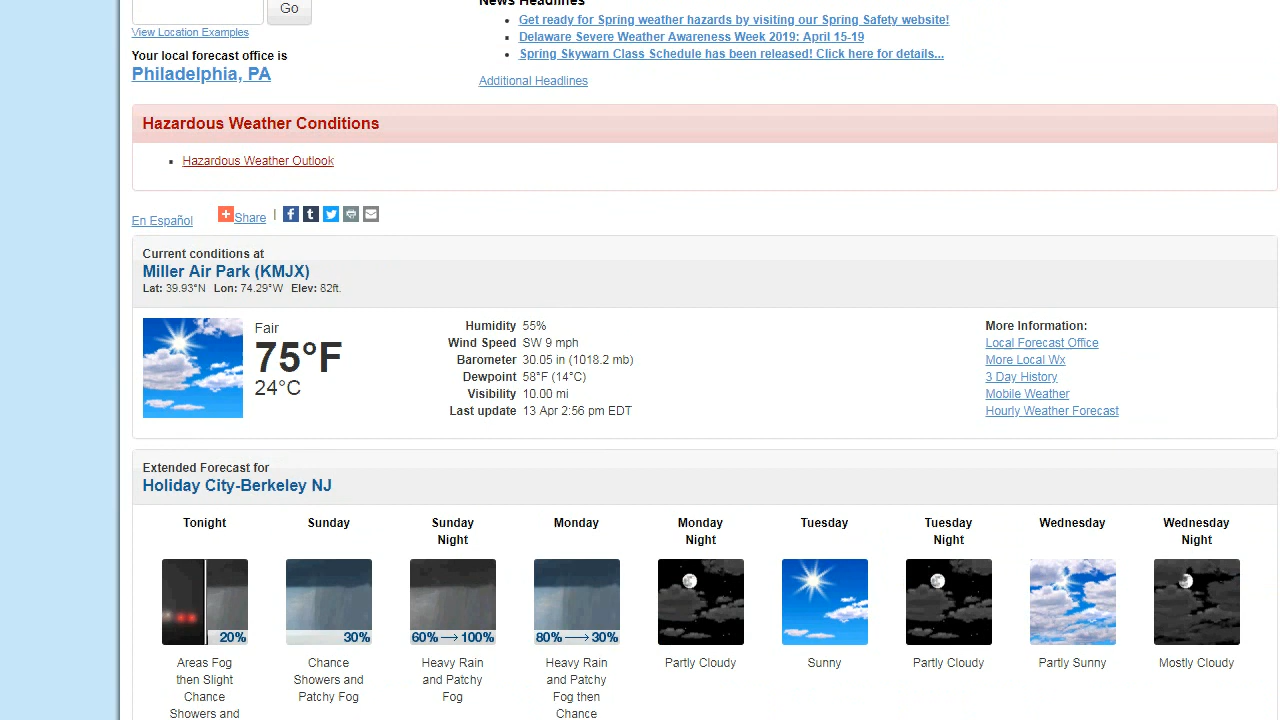 News Headlines
Go
View Location Examples
Get ready for Spring weather hazards by visiting our Spring Safety website!
Delaware Severe Weather Awareness Week 2019: April 15-19
Spring Skywarn Class Schedule has been released! Click here for details...
Your local forecast office is
Philadelphia, PA
Additional Headlines
Hazardous Weather Conditions
Hazardous Weather Outlook
En Español
Share |
Current conditions at
Miller Air Park (KMJX)
Lat: 39.93°N Lon: 74.29°W Elev: 82ft.
Fair
75°F
24°C
Humidity 55%
Wind Speed SW 9 mph
Barometer 30.05 in (1018.2 mb)
Dewpoint 58°F (14°C)
Visibility 10.00 mi
Last update 13 Apr 2:56 pm EDT
More Information:
Local Forecast Office
More Local Wx
3 Day History
Mobile Weather
Hourly Weather Forecast
Extended Forecast for
Holiday City-Berkeley NJ
Tonight
20%
Areas Fog
then Slight
Chance
Showers and
Sunday
30%
Chance
Showers and
Patchy Fog
Sunday
Night
60% 100%
Heavy Rain
and Patchy
Fog
Monday
80% 30%
Heavy Rain
and Patchy
Fog then
Chance
Monday
Night
Partly Cloudy
Tuesday
Sunny
Tuesday
Night
Partly Cloudy
Wednesday
Partly Sunny
Wednesday
Night
Mostly Cloudy